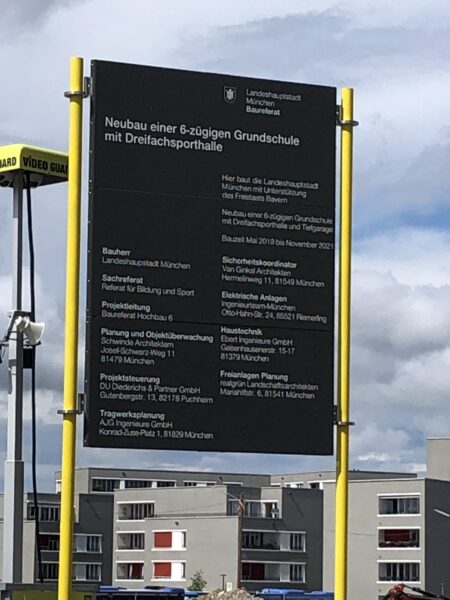 Landeshauptstadt
München
Baureferat
Neubau einer 6-zügigen Grundschule
mit Dreifachsporthalle
Hier baut die Landeshauptstadt
München mit Unterstützung
des Freistaats Bayern
Neubau einer 6-zügigen Grundschule
mit Dreifachsporthalle und Tiefgarage
Bauzeit Mai 2019 bis November 2021
Bauherr
Landeshauptstadt München
Sachreferat
Referat für Bildung und Sport
Projektleitung
Baureferat Hochbau 6
Planung und Objektüberwachung
Schwinde Architekten
Josef-Schwarz-Weg 11
81479 München
Projektsteuerung
DU Diederichs & Partner GmbH
Gutenbergstr. 13, 82178 Puchheim
Tragwerksplanung
AJG Ingenieure GmbH
Konrad-Zuse-Platz 1, 81829 München
Sicherheitskoordinator
Van Ginkel Architekten
Hermelinweg 11, 81549 München
Elektrische Anlagen
Ingenieurteam-München
Otto-Hahn-Str. 24, 85521 Riemerling
Haustechnik
Ebert Ingenieure GmbH
15-17
81379 München
Freianlagen Planung
realgrün Landschaftsarchitekten
Mariahilfstr. 6, 81541 München
VIDEO